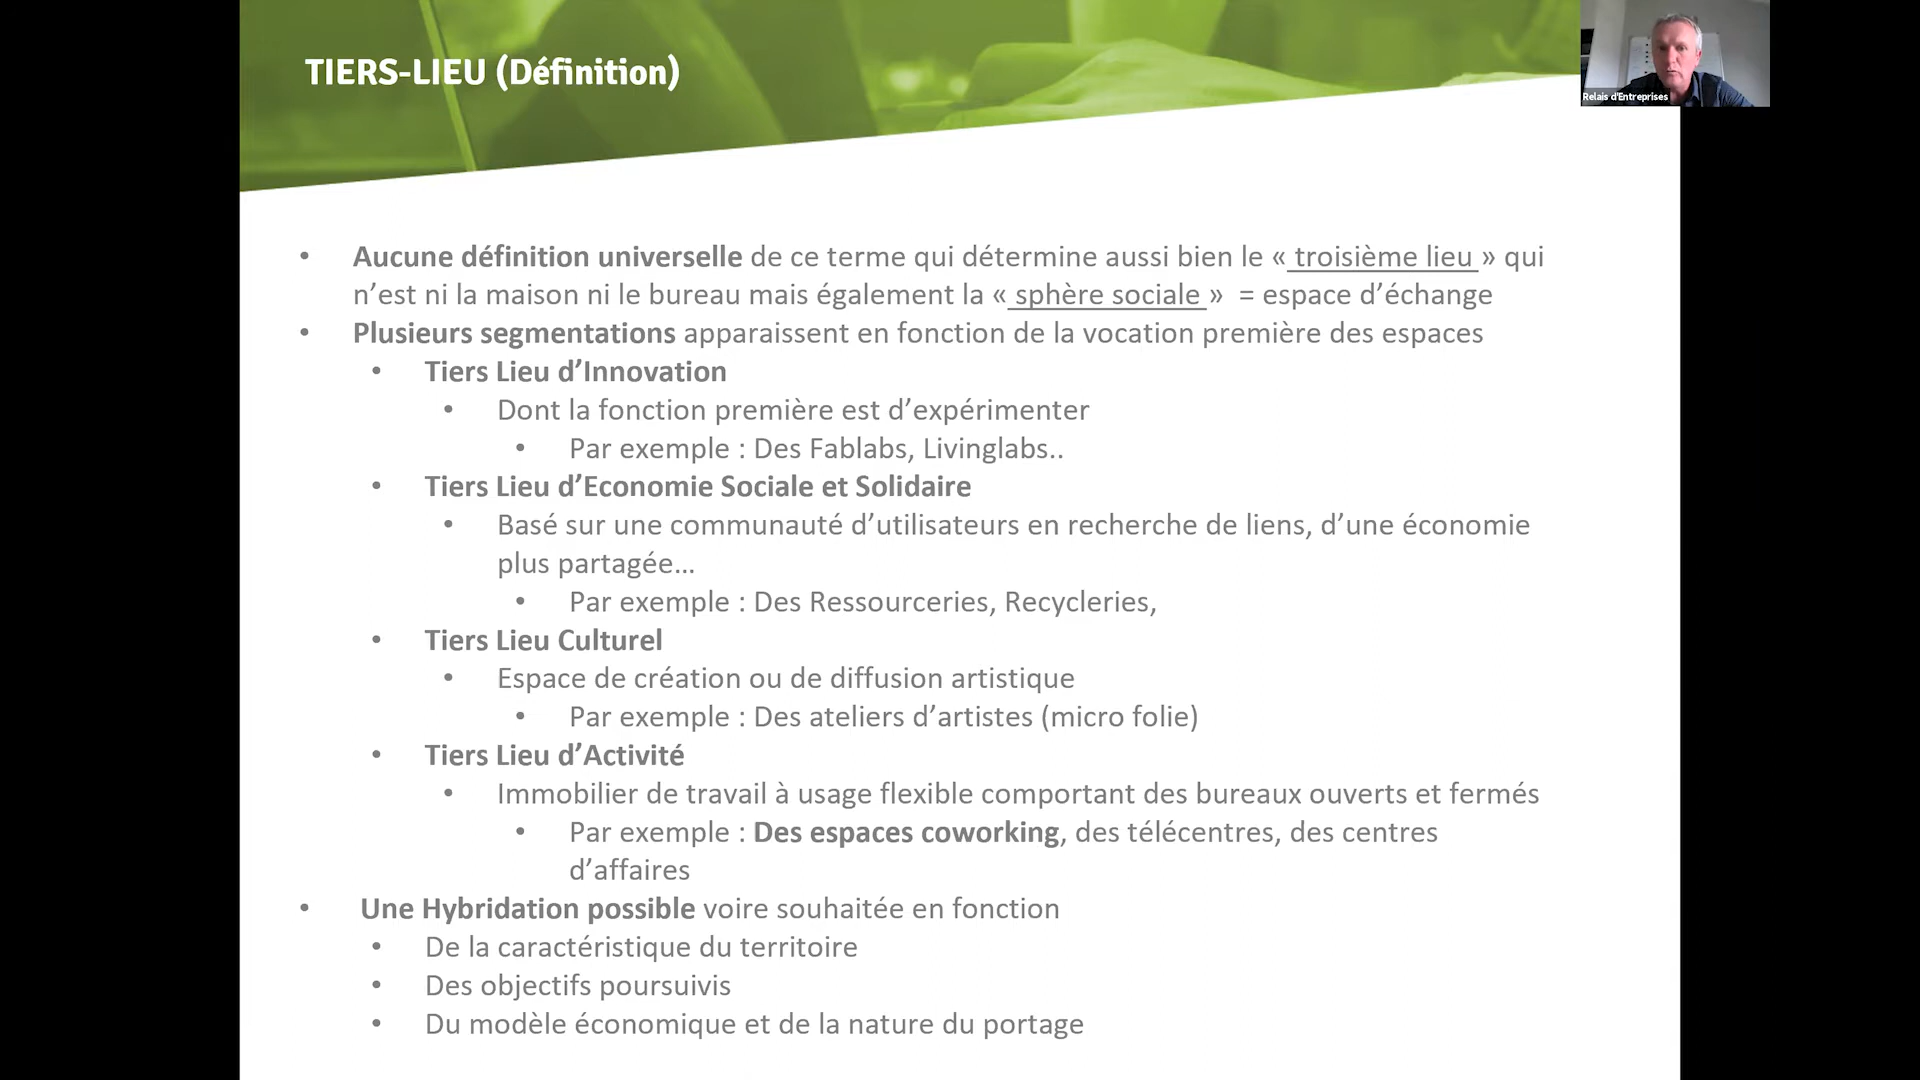 TIERS-LIEU (Définition)
Relais d'Entreprises
• Aucune définition universelle de ce terme qui détermine aussi bien le « troisième lieu » qui
n’est ni la maison ni le bureau mais également la « sphère sociale » = espace d’échange
• Plusieurs segmentations apparaissent en fonction de la vocation première des espaces
• Tiers Lieu d’Innovation
• Dont la fonction première est d’expérimenter
• Par exemple : Des Fablabs, Livinglabs..
• Tiers Lieu d’Economie Sociale et Solidaire
• Basé sur une communauté d’utilisateurs en recherche de liens, d’une économie
plus partagée…
• Par exemple : Des Ressourceries, Recycleries,
• Tiers Lieu Culturel
• Espace de création ou de diffusion artistique
• Par exemple : Des ateliers d’artistes (micro folie)
• Tiers Lieu d’Activité
• Immobilier de travail à usage flexible comportant des bureaux ouverts et fermés
• Par exemple : Des espaces coworking, des télécentres, des centres
d’affaires
• Une Hybridation possible voire souhaitée en fonction
• De la caractéristique du territoire
• Des objectifs poursuivis
• Du modèle économique et de la nature du portage